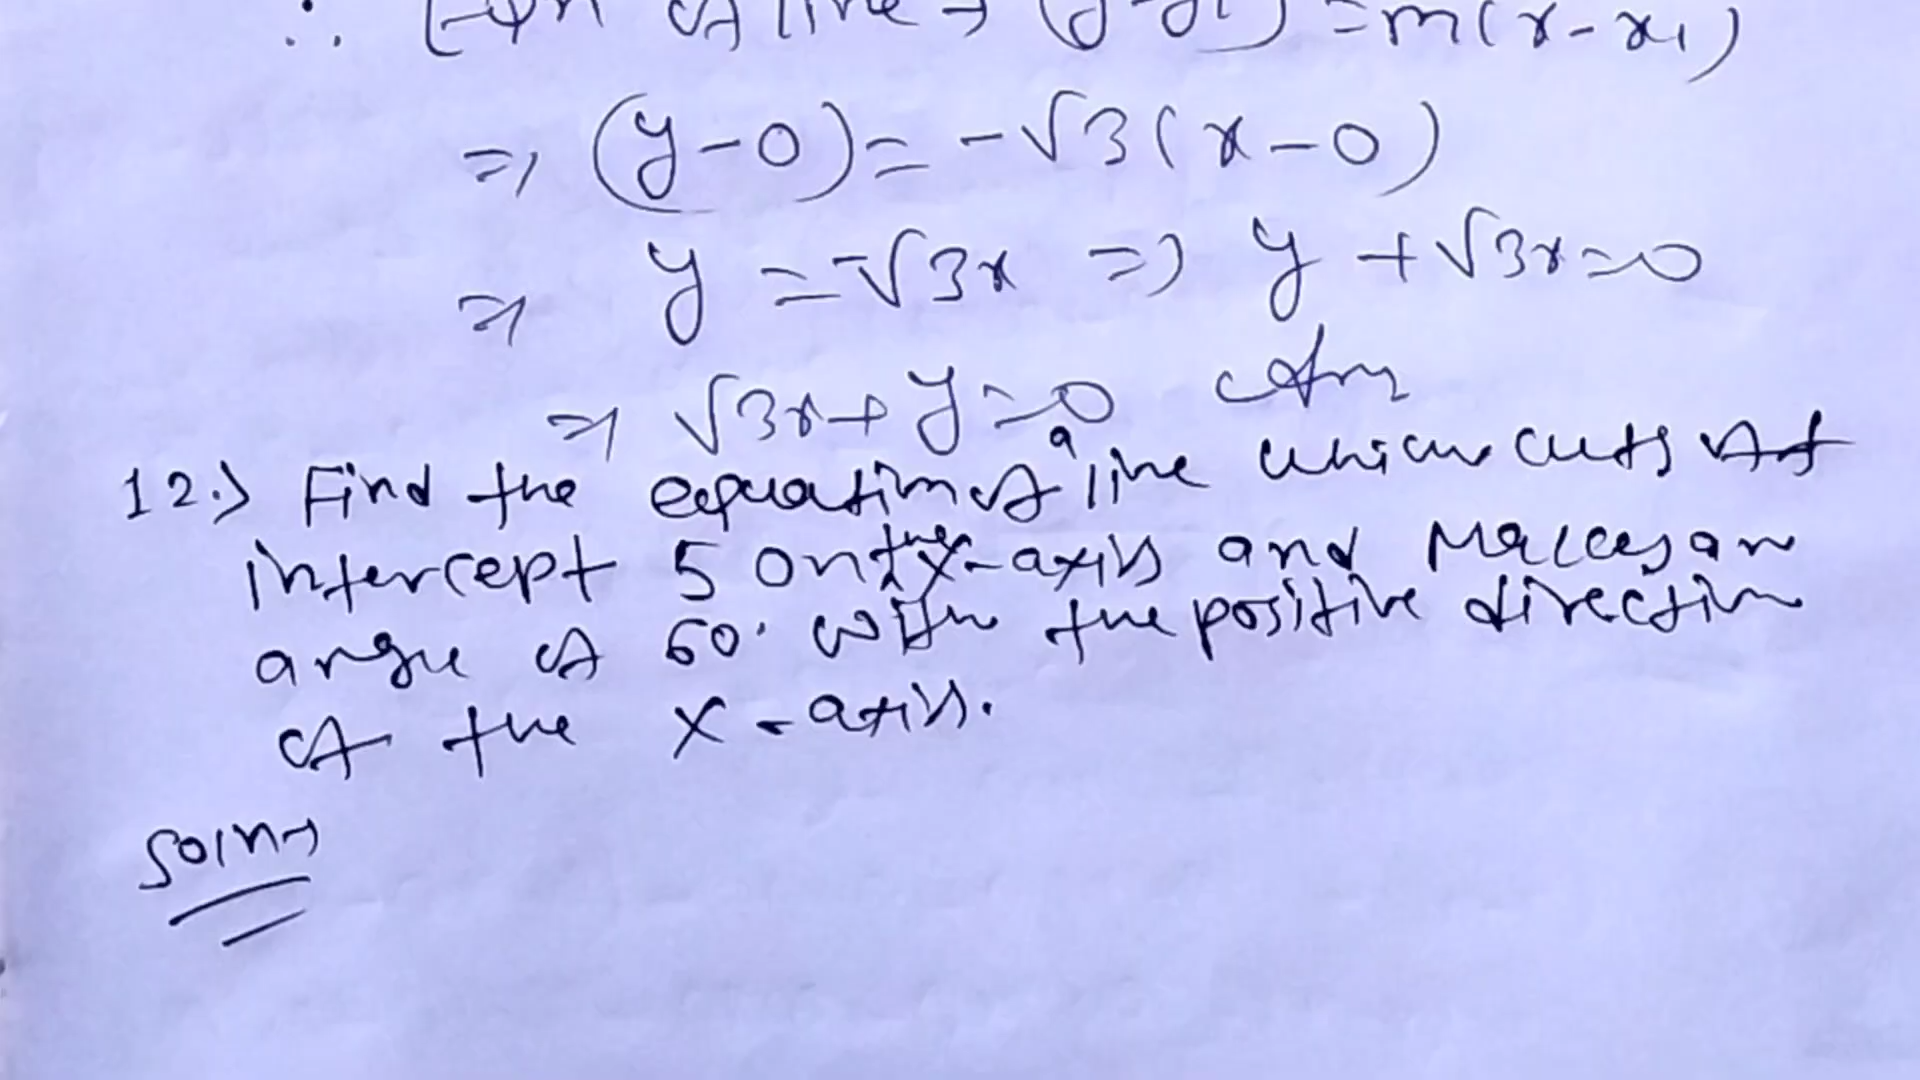 ∴ Eqn of line → (y-y1) = m(x-x1)
⇒ (y-0) = -√3(x-0)
⇒ y = -√3x ⇒ y + √3x = 0
⇒ √3x + y = 0 Ans
12.) Find the equation of a line which cuts off
intercept 5 on the x-axis and Makes an
angle of 60° with the positive direction
of the X-axis.
Soln→